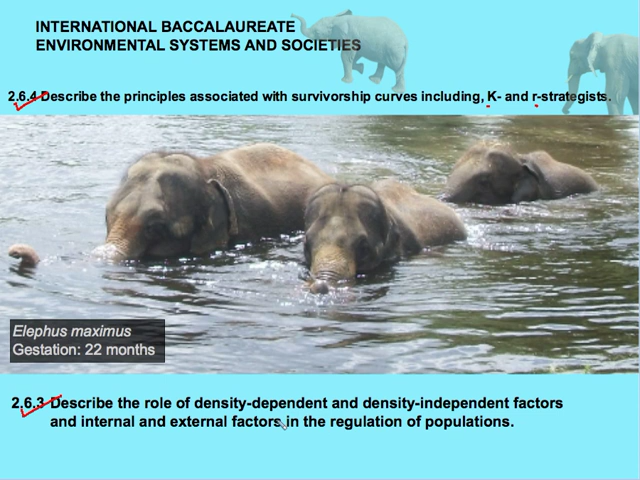 INTERNATIONAL BACCALAUREATE
ENVIRONMENTAL SYSTEMS AND SOCIETIES
2.6.4 Describe the principles associated with survivorship curves including, K- and r-strategists.
Elephus maximus
Gestation: 22 months
2.6.3 Describe the role of density-dependent and density-independent factors
and internal and external factors in the regulation of populations.